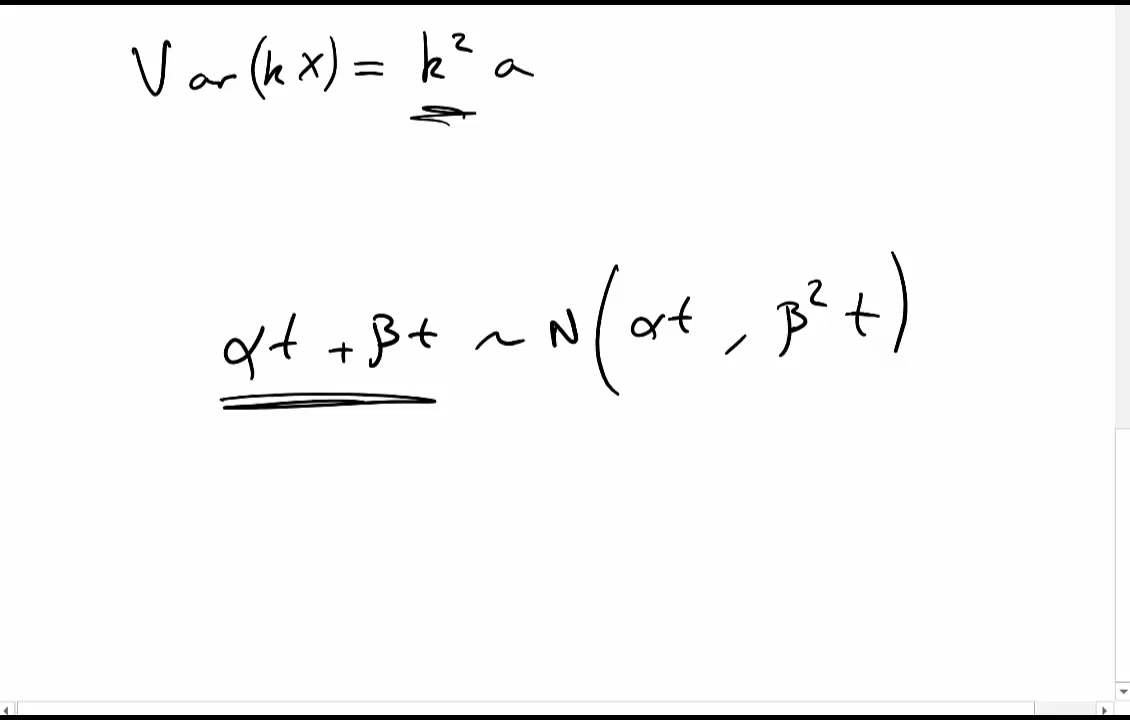 Var(kX) = k² a
αt + βt ~ N(αt, β²t)